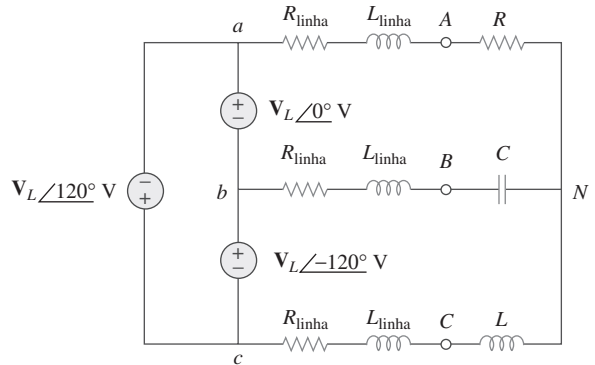 R_linha L_linha A R
a
+
−
V_L∠0° V
R_linha L_linha B C
V_L∠120° V
−
+
b
N
+
−
V_L∠−120° V
R_linha L_linha C L
c